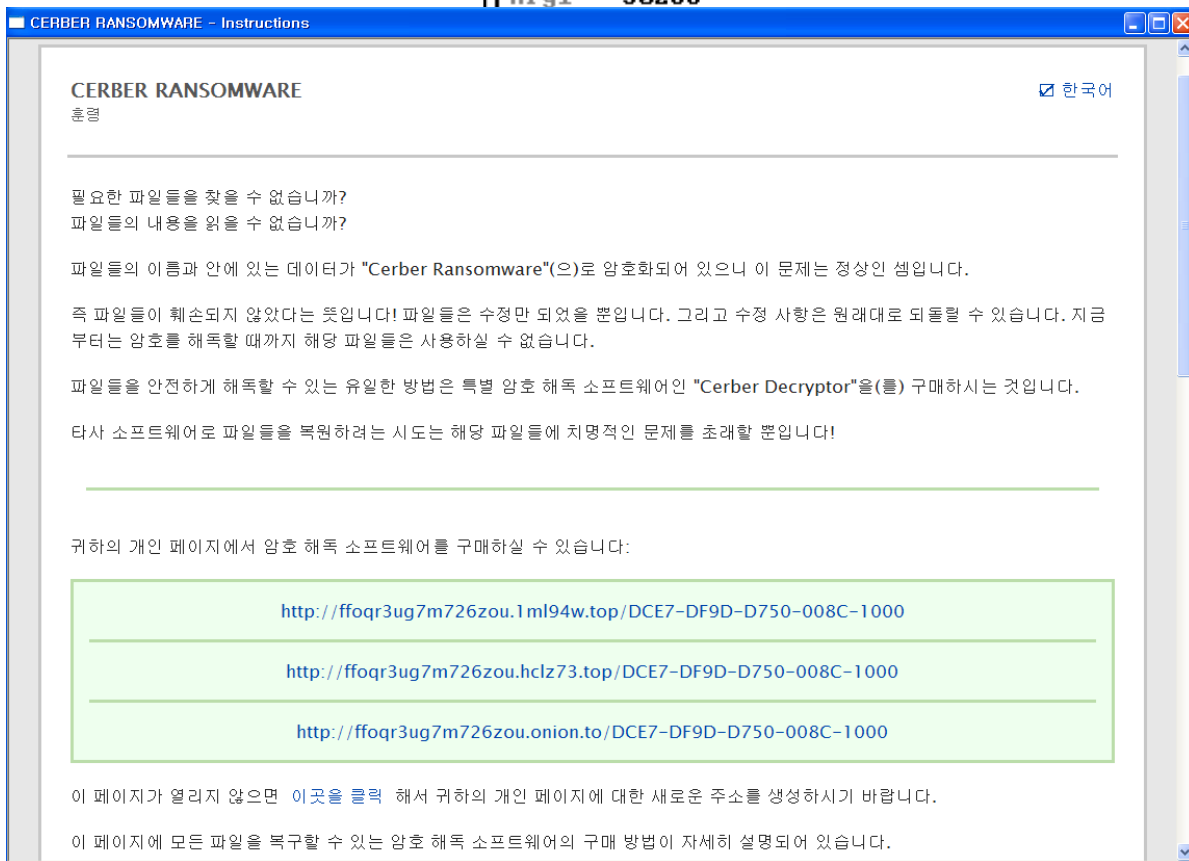 CERBER RANSOMWARE - Instructions
CERBER RANSOMWARE
한국어
훈령
필요한 파일들을 찾을 수 없습니까?
파일들의 내용을 읽을 수 없습니까?
파일들의 이름과 안에 있는 데이터가 "Cerber Ransomware"(으)로 암호화되어 있으니 이 문제는 정상인 셈입니다.
즉 파일들이 훼손되지 않았다는 뜻입니다! 파일들은 수정만 되었을 뿐입니다. 그리고 수정 사항은 원래대로 되돌릴 수 있습니다. 지금
부터는 암호를 해독할 때까지 해당 파일들은 사용하실 수 없습니다.
파일들을 안전하게 해독할 수 있는 유일한 방법은 특별 암호 해독 소프트웨어인 "Cerber Decryptor"을(를) 구매하시는 것입니다.
타사 소프트웨어로 파일들을 복원하려는 시도는 해당 파일들에 치명적인 문제를 초래할 뿐입니다!
귀하의 개인 페이지에서 암호 해독 소프트웨어를 구매하실 수 있습니다:
http://ffoqr3ug7m726zou.1ml94w.top/DCE7-DF9D-D750-008C-1000
http://ffoqr3ug7m726zou.hclz73.top/DCE7-DF9D-D750-008C-1000
http://ffoqr3ug7m726zou.onion.to/DCE7-DF9D-D750-008C-1000
이 페이지가 열리지 않으면 이곳을 클릭 해서 귀하의 개인 페이지에 대한 새로운 주소를 생성하시기 바랍니다.
이 페이지에 모든 파일을 복구할 수 있는 암호 해독 소프트웨어의 구매 방법이 자세히 설명되어 있습니다.